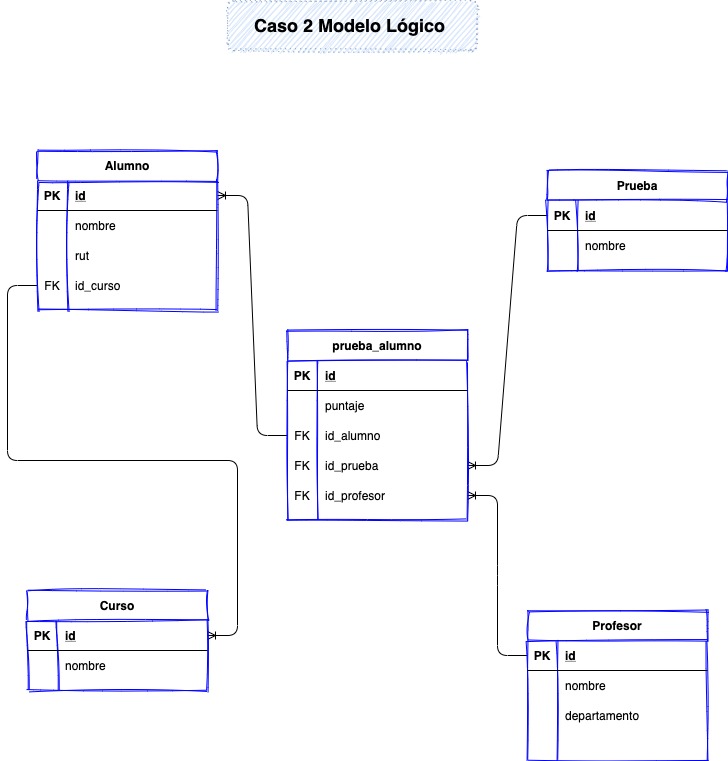 Caso 2 Modelo Lógico
Alumno
PK id
nombre
rut
FK id_curso
Prueba
PK id
nombre
prueba_alumno
PK id
puntaje
FK id_alumno
FK id_prueba
FK id_profesor
Curso
PK id
nombre
Profesor
PK id
nombre
departamento